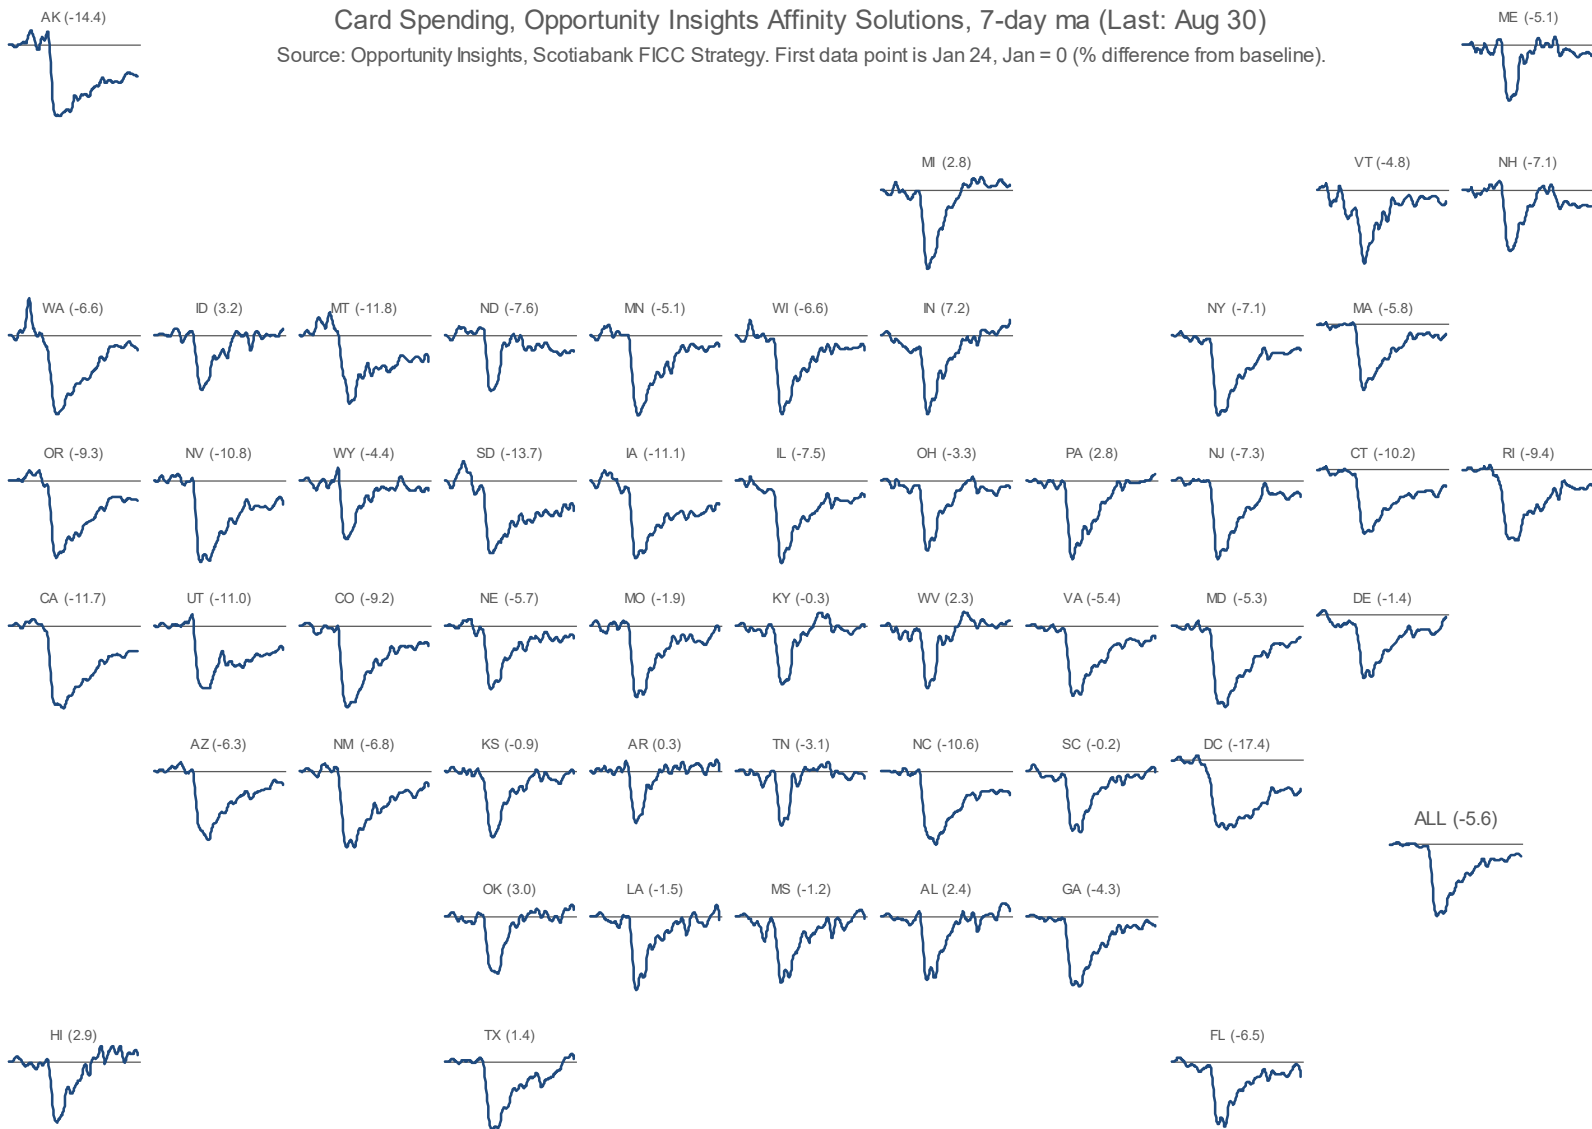 AK (-14.4)
Card Spending, Opportunity Insights Affinity Solutions, 7-day ma (Last: Aug 30)
ME (-5.1)
Source: Opportunity Insights, Scotiabank FICC Strategy. First data point is Jan 24, Jan = 0 (% difference from baseline).
MI (2.8)
VT (-4.8)
NH (-7.1)
WA (-6.6)
ID (3.2)
MT (-11.8)
ND (-7.6)
MN (-5.1)
WI (-6.6)
IN (7.2)
NY (-7.1)
MA (-5.8)
OR (-9.3)
NV (-10.8)
WY (-4.4)
SD (-13.7)
IA (-11.1)
IL (-7.5)
OH (-3.3)
PA (2.8)
NJ (-7.3)
CT (-10.2)
RI (-9.4)
CA (-11.7)
UT (-11.0)
CO (-9.2)
NE (-5.7)
MO (-1.9)
KY (-0.3)
WV (2.3)
VA (-5.4)
MD (-5.3)
DE (-1.4)
AZ (-6.3)
NM (-6.8)
KS (-0.9)
AR (0.3)
TN (-3.1)
NC (-10.6)
SC (-0.2)
DC (-17.4)
ALL (-5.6)
OK (3.0)
LA (-1.5)
MS (-1.2)
AL (2.4)
GA (-4.3)
HI (2.9)
TX (1.4)
FL (-6.5)